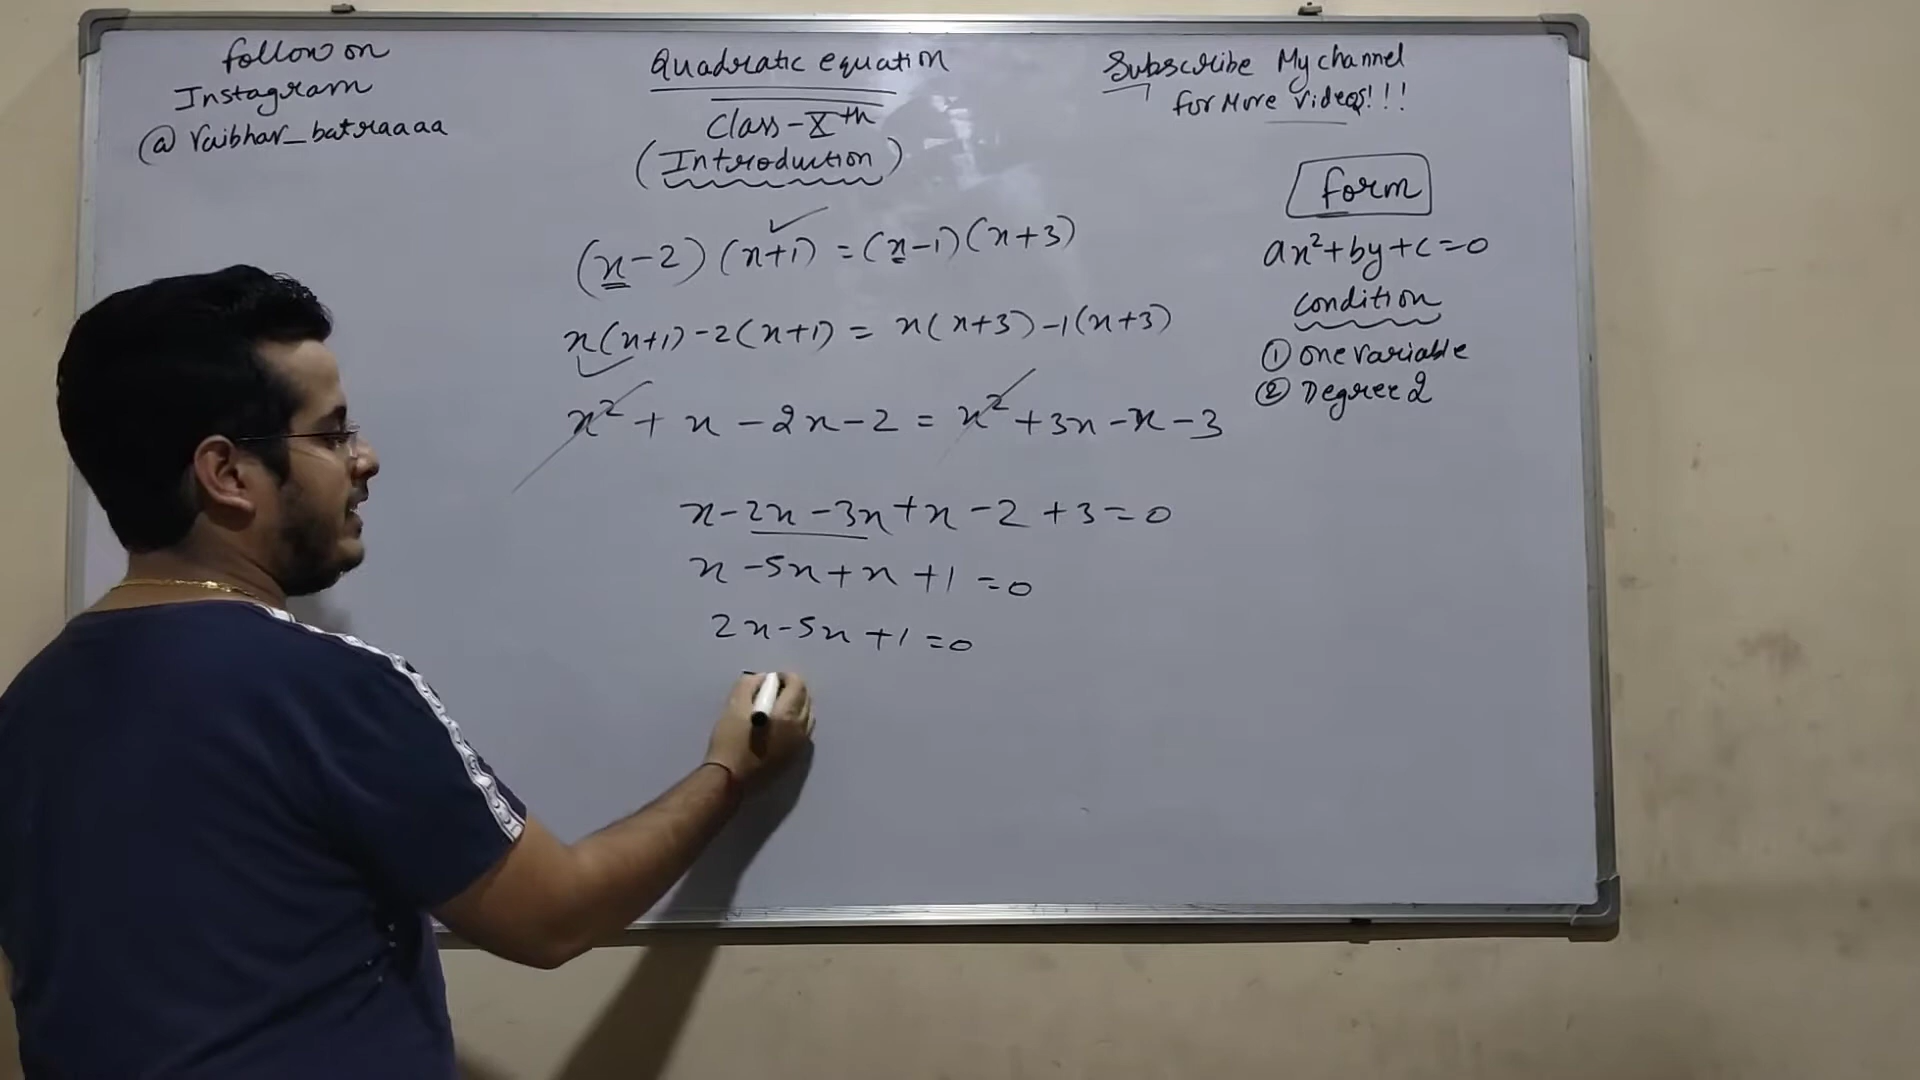 follow on
Instagram
@vaibhav_batraaaa
Quadratic equation
Class-Xth
(Introduction)
Subscribe My channel
for More videos!!!
(x-2)(x+1)=(x-1)(x+3)
x(x+1)-2(x+1)=x(x+3)-1(x+3)
x²+x-2x-2=x²+3x-x-3
x-2x-3x+x-2+3=0
x-5x+x+1=0
2x-5x+1=0
form
ax²+by+c=0
condition
① one variable
② Degree 2